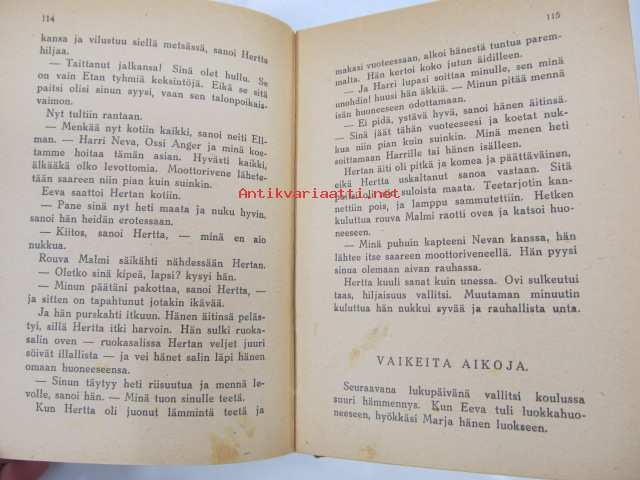 114
kansa ja vilustuu siellä metsässä, sanoi Hertta
hiljaa.
— Taittanut jalkansa! Sinä olet hullu. Se
on vain Etan tyhmiä keksintöjä. Eikä se sitä
paitsi olisi sinun syysi, vaan sen talonpoikais-
vaimon.
Nyt tultiin rantaan.
— Menkää nyt kotiin kaikki, sanoi neiti Ell-
man. — Harri Neva, Ossi Anger ja minä koe-
tamme hoitaa tämän asian. Hyvästi kaikki,
älkääkä olko levottomia. Moottorivene lähete-
tään saareen niin pian kuin suinkin.
Eeva saattoi Hertan kotiin.
— Pane sinä nyt heti maata ja nuku hyvin,
sanoi hän heidän erotessaan.
— Kiitos, sanoi Hertta, — minä en aio
nukkua.
Rouva Malmi säikähti nähdessään Hertan.
— Oletko sinä kipeä, lapsi? kysyi hän.
— Minun päätäni pakottaa, sanoi Hertta, —
ja sitten on tapahtunut jotakin ikävää.
Ja hän purskahti itkuun. Hänen äitinsä peläs-
tyi, sillä Hertta itki harvoin. Hän sulki ruoka-
salin oven — ruokasalissa Hertan veljet juuri
söivät illallista — ja vei hänet salin läpi hänen
omaan huoneeseensa.
— Sinun täytyy heti riisuutua ja mennä le-
volle, sanoi hän. — Minä tuon sinulle teetä.
Kun Hertta oli juonut lämmintä teetä ja
115
makasi vuoteessaan, alkoi hänestä tuntua parem-
malta. Hän kertoi koko jutun äidilleen.
— Ja Harri lupasi soittaa minulle, sen minä
unohdin! huusi hän äkkiä. — Minun pitää mennä
isän huoneeseen odottamaan.
— Ei pidä, ystävä hyvä, sanoi hänen äitinsä.
— Sinä jäät tähän vuoteeseesi ja koetat nuk-
kua niin pian kuin suinkin. Minä menen heti
soittamaan Harrille tai hänen isälleen.
Hertan äiti oli pitkä ja komea ja päättäväinen,
eikä Hertta uskaltanut sanoa vastaan. Sitä
oli suloista maata. Teetarjotin kan-
nettiin pois, ja lamppu sammutettiin. Hetken
kuluttua rouva Malmi raotti ovea ja katsoi huo-
neeseen.
— Minä puhuin kapteeni Nevan kanssa, hän
lähtee itse saareen moottoriveneellä. Hän pyysi
sinua olemaan aivan rauhassa.
Hertta kuuli sanat kuin unessa. Ovi sulkeutui
taas, hiljaisuus vallitsi. Muutaman minuutin
kuluttua hän nukkui syvää ja rauhallista unta.
VAIKEITA AIKOJA.
Seuraavana lukupäivänä vallitsi koulussa
suuri hämmennys. Kun Eeva tuli luokkahuo-
neeseen, hyökkäsi Marja hänen luokseen.
Antikvariaatti.net